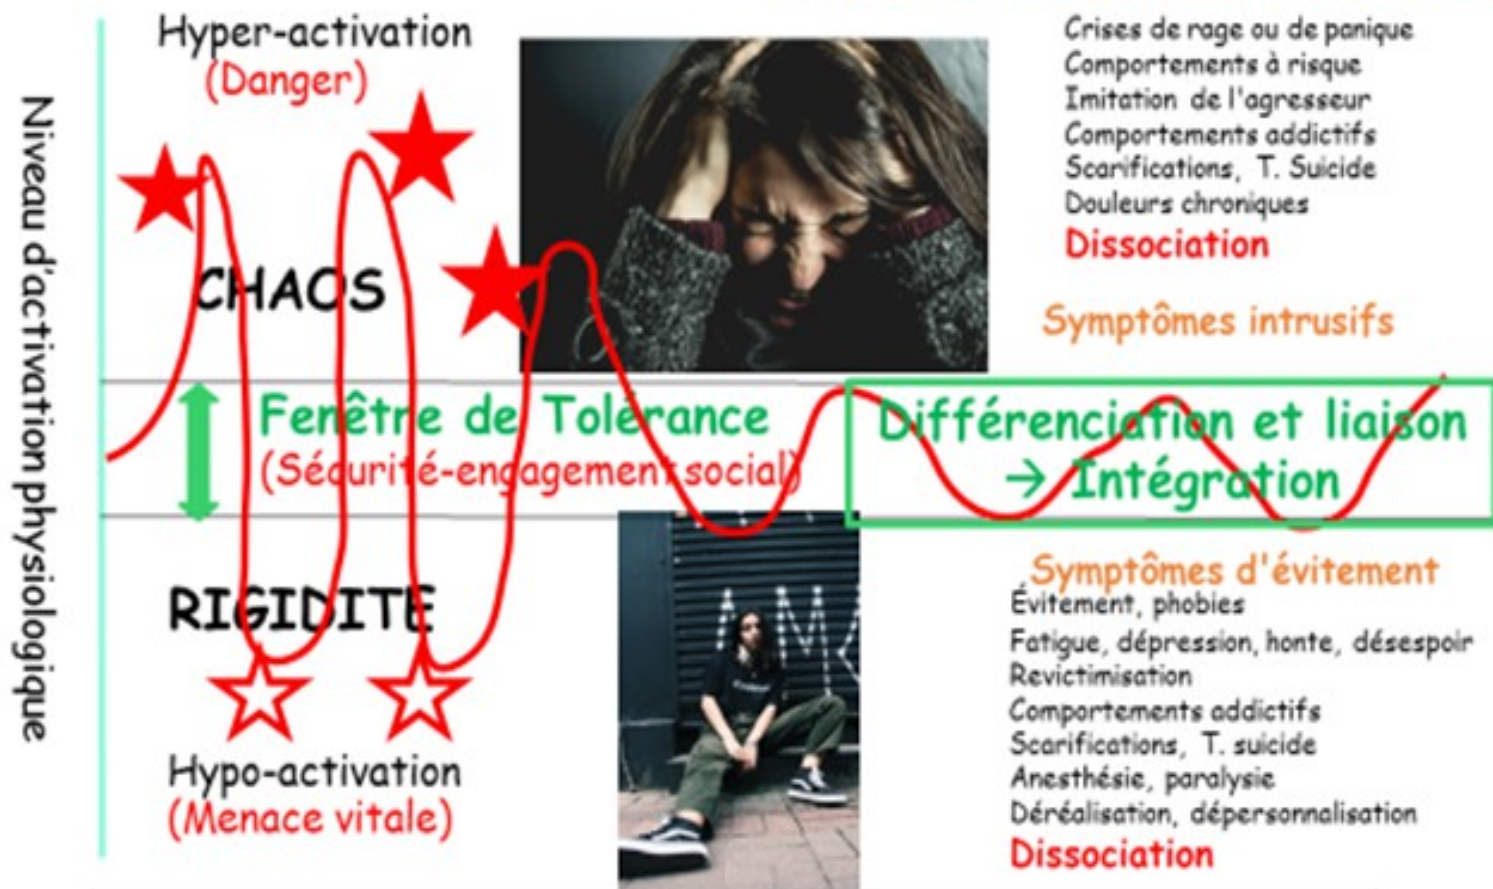 Niveau d'activation physiologique
Hyper-activation
(Danger)
CHAOS
Fenêtre de Tolérance
(Sécurité-engagement social)
RIGIDITE
Hypo-activation
(Menace vitale)
Crises de rage ou de panique
Comportements à risque
Imitation de l'agresseur
Comportements addictifs
Scarifications, T. Suicide
Douleurs chroniques
Dissociation
Symptômes intrusifs
Différenciation et liaison
→ Intégration
Symptômes d'évitement
Évitement, phobies
Fatigue, dépression, honte, désespoir
Revictimisation
Comportements addictifs
Scarifications, T. suicide
Anesthésie, paralysie
Déréalisation, dépersonnalisation
Dissociation